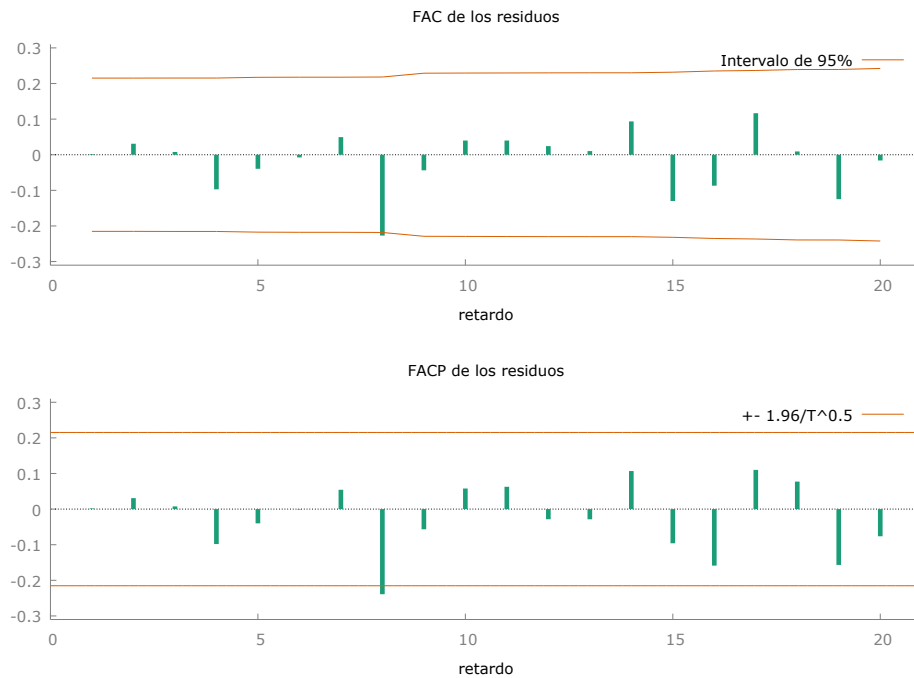 FAC de los residuos
0.3
Intervalo de 95%
0.2
0.1
0
-0.1
-0.2
-0.3
0 5 10 15 20
retardo
FACP de los residuos
0.3
+- 1.96/T^0.5
0.2
0.1
0
-0.1
-0.2
-0.3
0 5 10 15 20
retardo